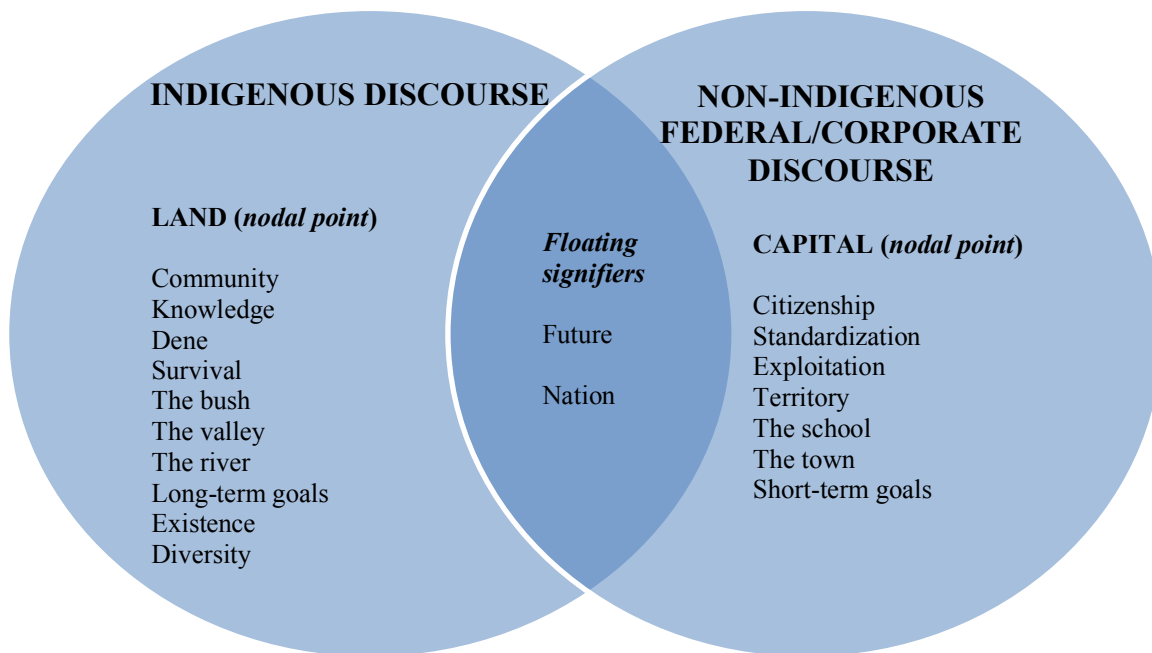 INDIGENOUS DISCOURSE
LAND (nodal point)
Community
Knowledge
Dene
Survival
The bush
The valley
The river
Long-term goals
Existence
Diversity
Floating
signifiers
Future
Nation
NON-INDIGENOUS
FEDERAL/CORPORATE
DISCOURSE
CAPITAL (nodal point)
Citizenship
Standardization
Exploitation
Territory
The school
The town
Short-term goals